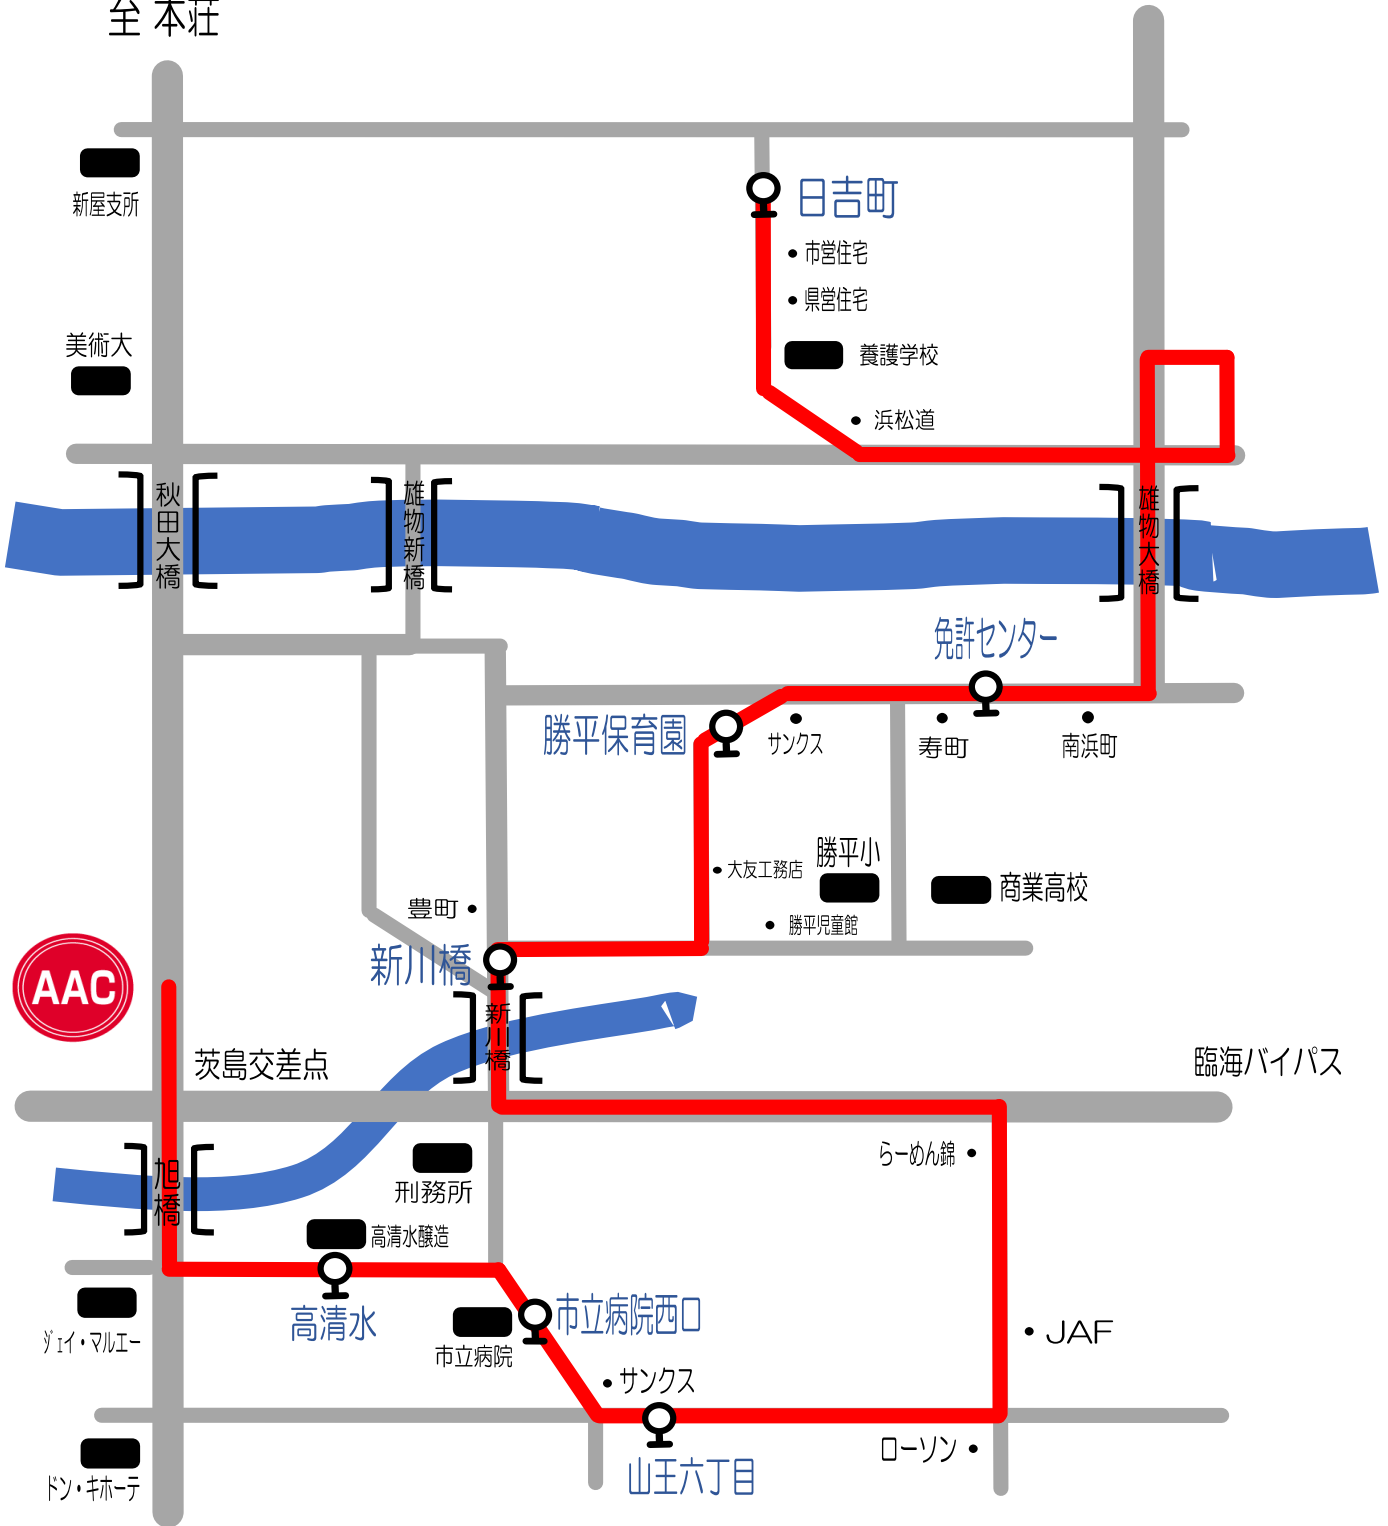 至 本荘
新屋支所
日吉町
・市営住宅
・県営住宅
美術大
養護学校
・浜松道
秋田大橋
雄物新橋
雄物大橋
免許センター
勝平保育園
サンクス
寿町
南浜町
・大友工務店
勝平小
商業高校
豊町・
・勝平児童館
新川橋
AAC
新川橋
茨島交差点
臨海バイパス
らーめん錦・
旭橋
刑務所
高清水醸造
高清水
市立病院西口
ジェイ・マルエー
市立病院
・JAF
・サンクス
ローソン・
ドン・キホーテ
山王六丁目